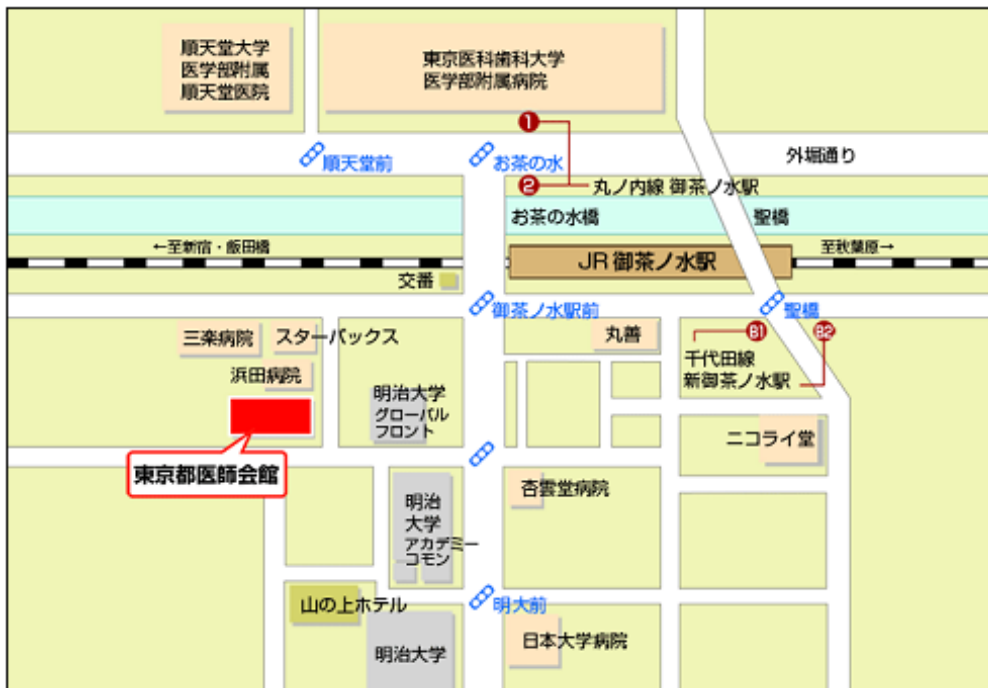 順天堂大学
医学部附属
順天堂医院
東京医科歯科大学
医学部附属病院
1
外堀通り
順天堂前
お茶の水
2
丸ノ内線 御茶ノ水駅
お茶の水橋
聖橋
←至新宿・飯田橋
JR 御茶ノ水駅
至秋葉原→
交番
御茶ノ水駅前
聖橋
三楽病院
スターバックス
丸善
B1
B2
千代田線
新御茶ノ水駅
浜田病院
明治大学
グローバル
フロント
ニコライ堂
東京都医師会館
明治
大学
アカデミー
コモン
杏雲堂病院
山の上ホテル
明大前
明治大学
日本大学病院